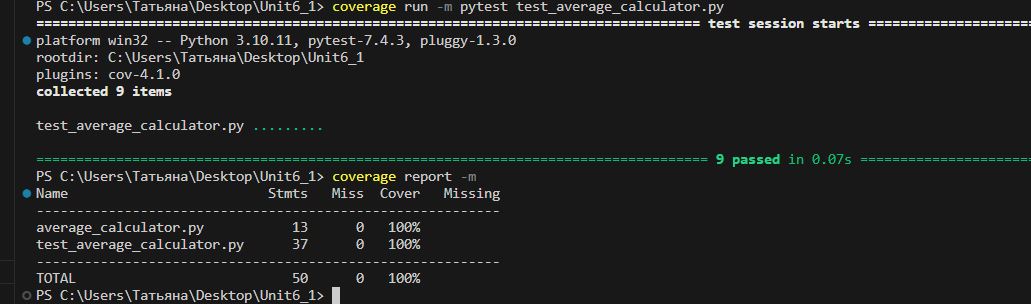 PS C:\Users\Татьяна\Desktop\Unit6_1> coverage run -m pytest test_average_calculator.py
=================================================================================== test session starts ====================
platform win32 -- Python 3.10.11, pytest-7.4.3, pluggy-1.3.0
rootdir: C:\Users\Татьяна\Desktop\Unit6_1
plugins: cov-4.1.0
collected 9 items
test_average_calculator.py .........
==================================================================================== 9 passed in 0.07s =====================
PS C:\Users\Татьяна\Desktop\Unit6_1> coverage report -m
Name                         Stmts   Miss  Cover   Missing
----------------------------------------------------------
average_calculator.py           13      0   100%
test_average_calculator.py      37      0   100%
----------------------------------------------------------
TOTAL                           50      0   100%
PS C:\Users\Татьяна\Desktop\Unit6_1>